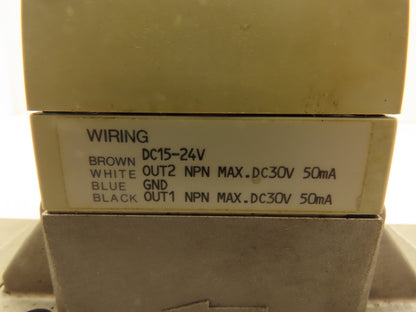 WIRING
BROWN DC15-24V
WHITE OUT2 NPN MAX.DC30V 50mA
BLUE GND
BLACK OUT1 NPN MAX.DC30V 50mA